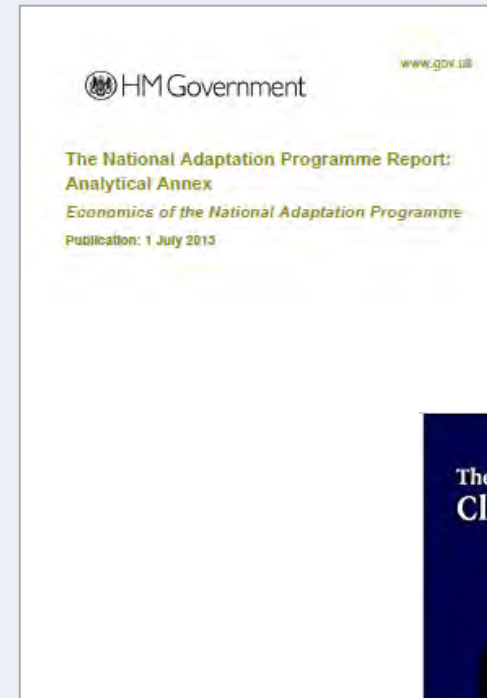 www.gov.uk
HM Government
The National Adaptation Programme Report:
Analytical Annex
Economics of the National Adaptation Programme
Publication: 1 July 2013
The
Cl